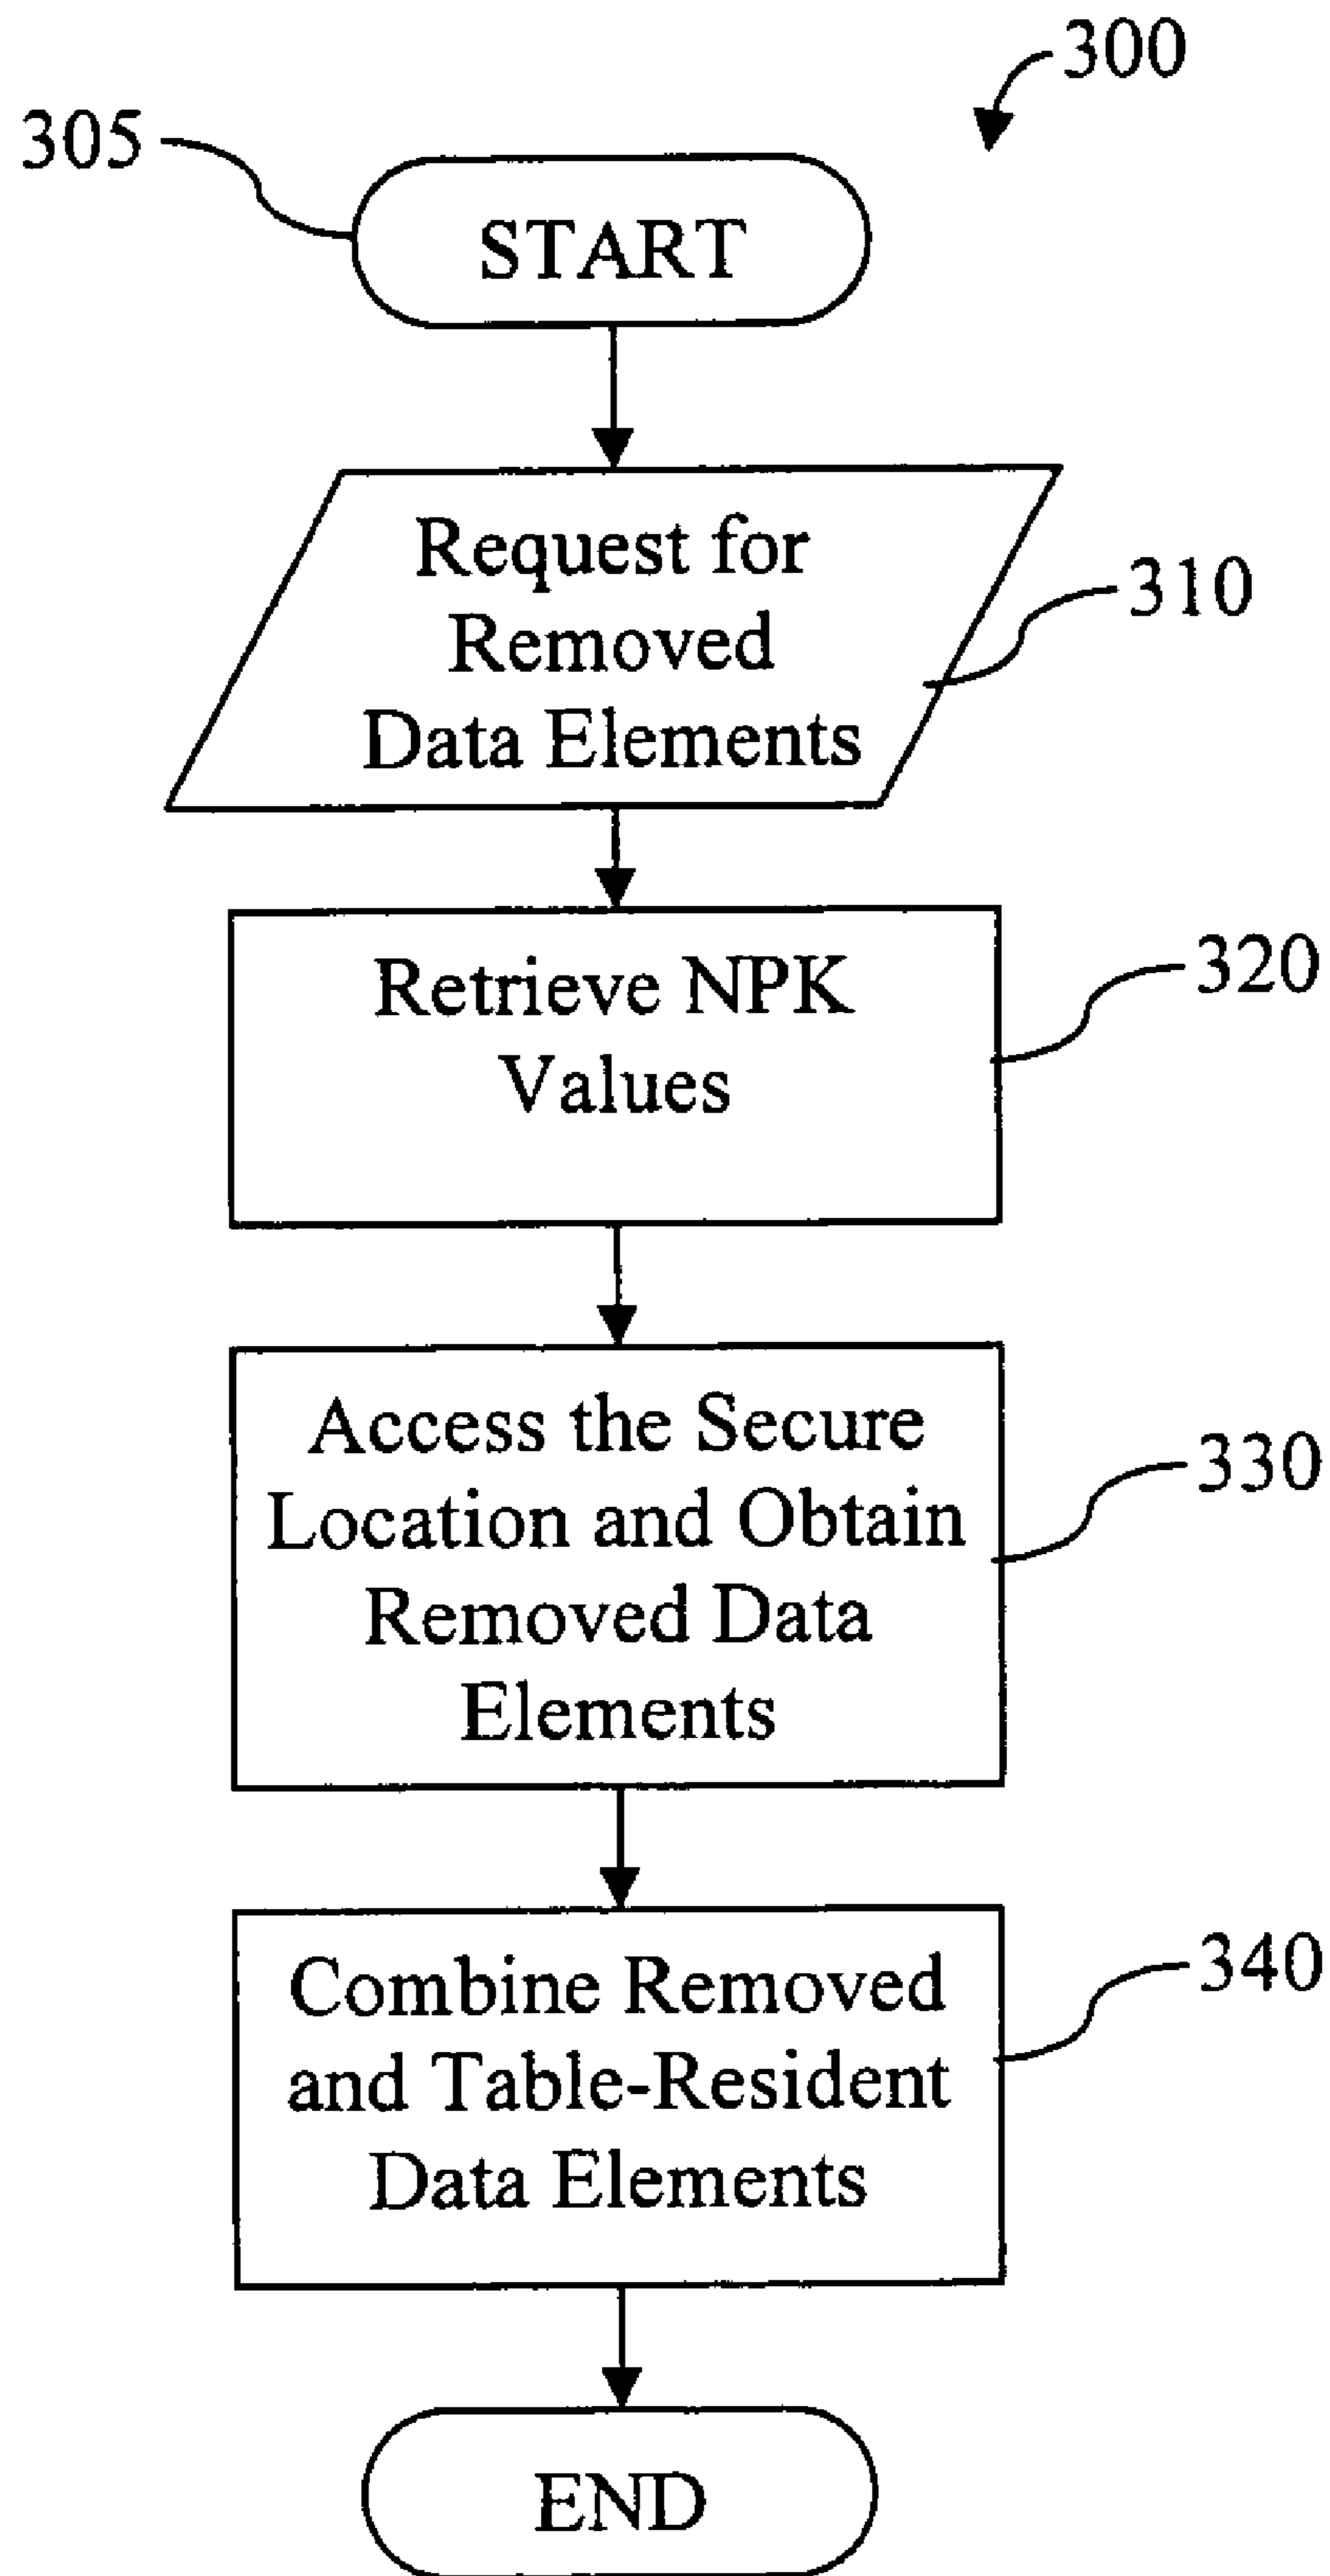 300
305
START
Request for
Removed
Data Elements
310
Retrieve NPK
Values
320
Access the Secure
Location and Obtain
Removed Data
Elements
330
Combine Removed
and Table-Resident
Data Elements
340
END